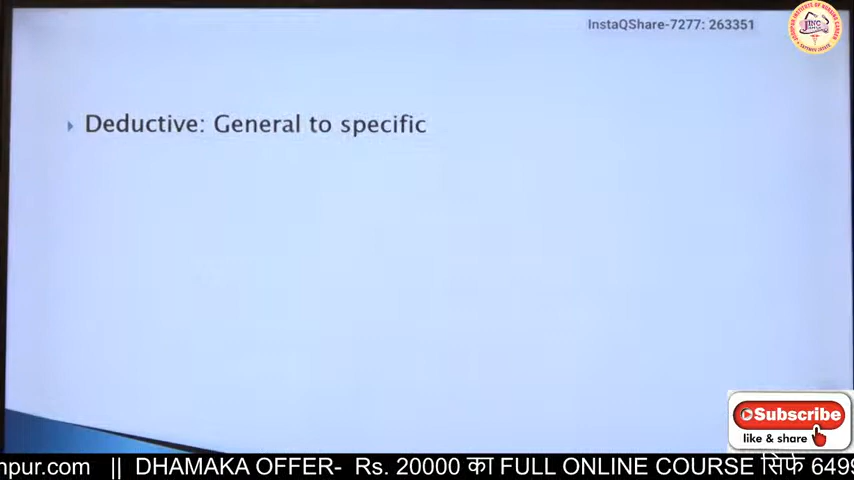 InstaQShare-7277: 263351
Deductive: General to specific
Subscribe
like & share
npur.com || DHAMAKA OFFER- Rs. 20000 का FULL ONLINE COURSE सिर्फ 6499